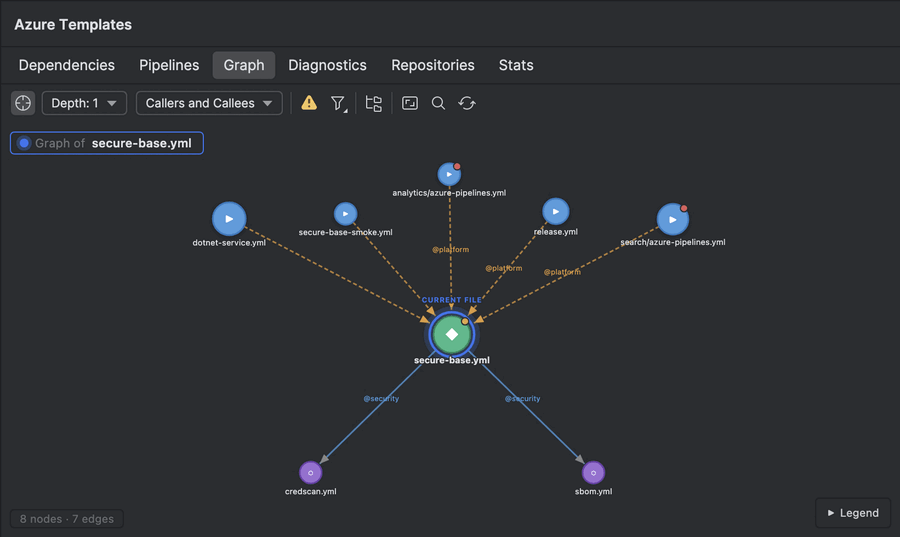 Azure Templates
Dependencies Pipelines Graph Diagnostics Repositories Stats
Depth: 1 Callers and Callees
Graph of secure-base.yml
analytics/azure-pipelines.yml
secure-base-smoke.yml release.yml
dotnet-service.yml search/azure-pipelines.yml
@platform
@platform
@platform
CURRENT FILE
secure-base.yml
@security @security
credscan.yml sbom.yml
8 nodes · 7 edges
Legend